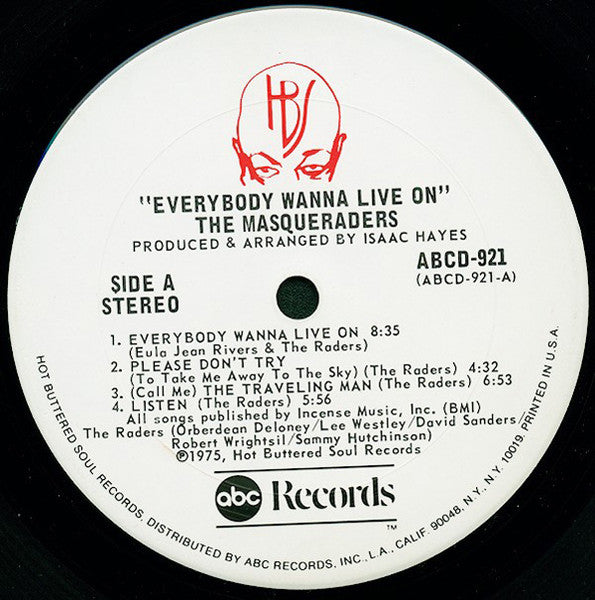 HBS
"EVERYBODY WANNA LIVE ON"
THE MASQUERADERS
PRODUCED & ARRANGED BY ISAAC HAYES
SIDE A
STEREO
ABCD-921
(ABCD-921-A)
1. EVERYBODY WANNA LIVE ON 8:35
(Eula Jean Rivers & The Raders)
2. PLEASE DON'T TRY
(To Take Me Away To The Sky) (The Raders) 4:32
3. (Call Me) THE TRAVELING MAN (The Raders) 6:53
4. LISTEN (The Raders) 5:56
All songs published by Incense Music, Inc. (BMI)
The Raders (Orberdean Deloney/Lee Westley/David Sanders/
Robert Wrightsil/Sammy Hutchinson)
℗1975, Hot Buttered Soul Records
abc Records
™
HOT BUTTERED SOUL RECORDS, DISTRIBUTED BY ABC RECORDS, INC., L.A., CALIF. 90048, N.Y., N.Y. 10019. PRINTED IN U.S.A.